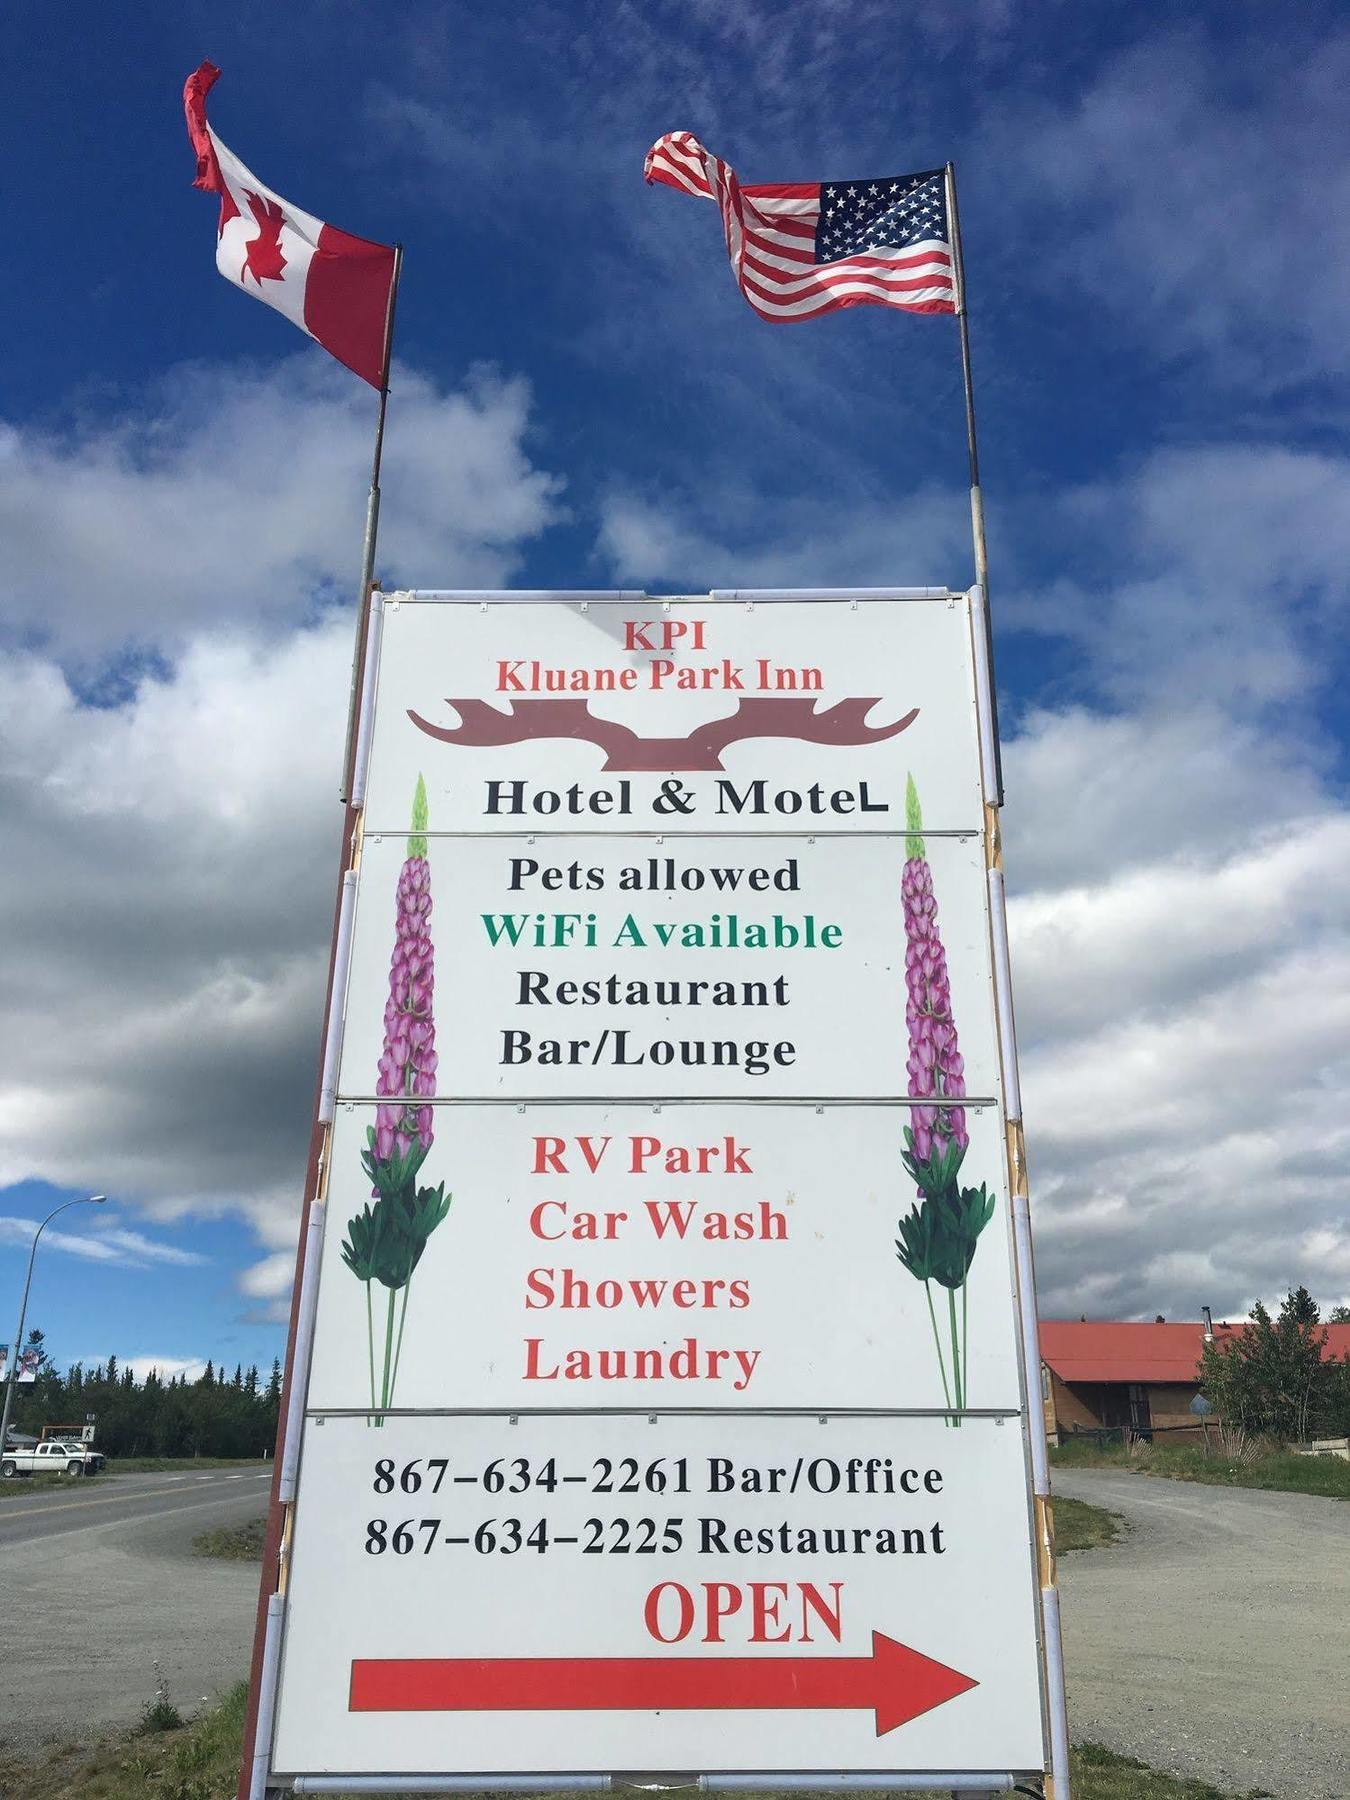 KPI
Kluane Park Inn
Hotel & MoteL
Pets allowed
WiFi Available
Restaurant
Bar/Lounge
RV Park
Car Wash
Showers
Laundry
867-634-2261 Bar/Office
867-634-2225 Restaurant
OPEN